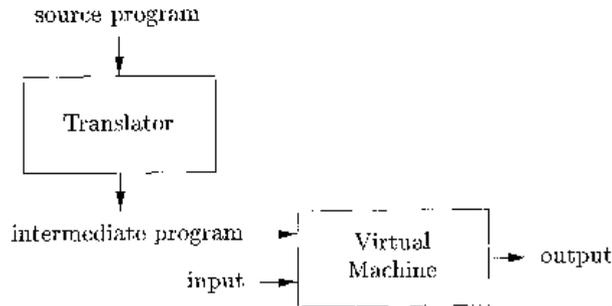 source program
Translator
intermediate program
input
Virtual
Machine
output